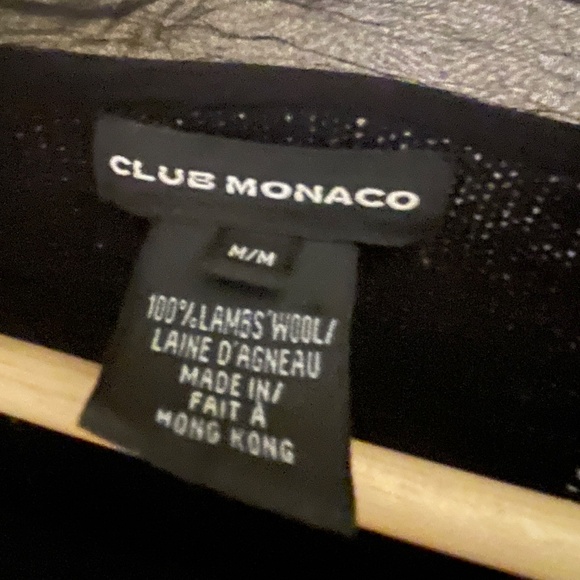 CLUB MONACO
M/M
100% LAMBS'WOOL/
LAINE D'AGNEAU
MADE IN/
FAIT À
HONG KONG